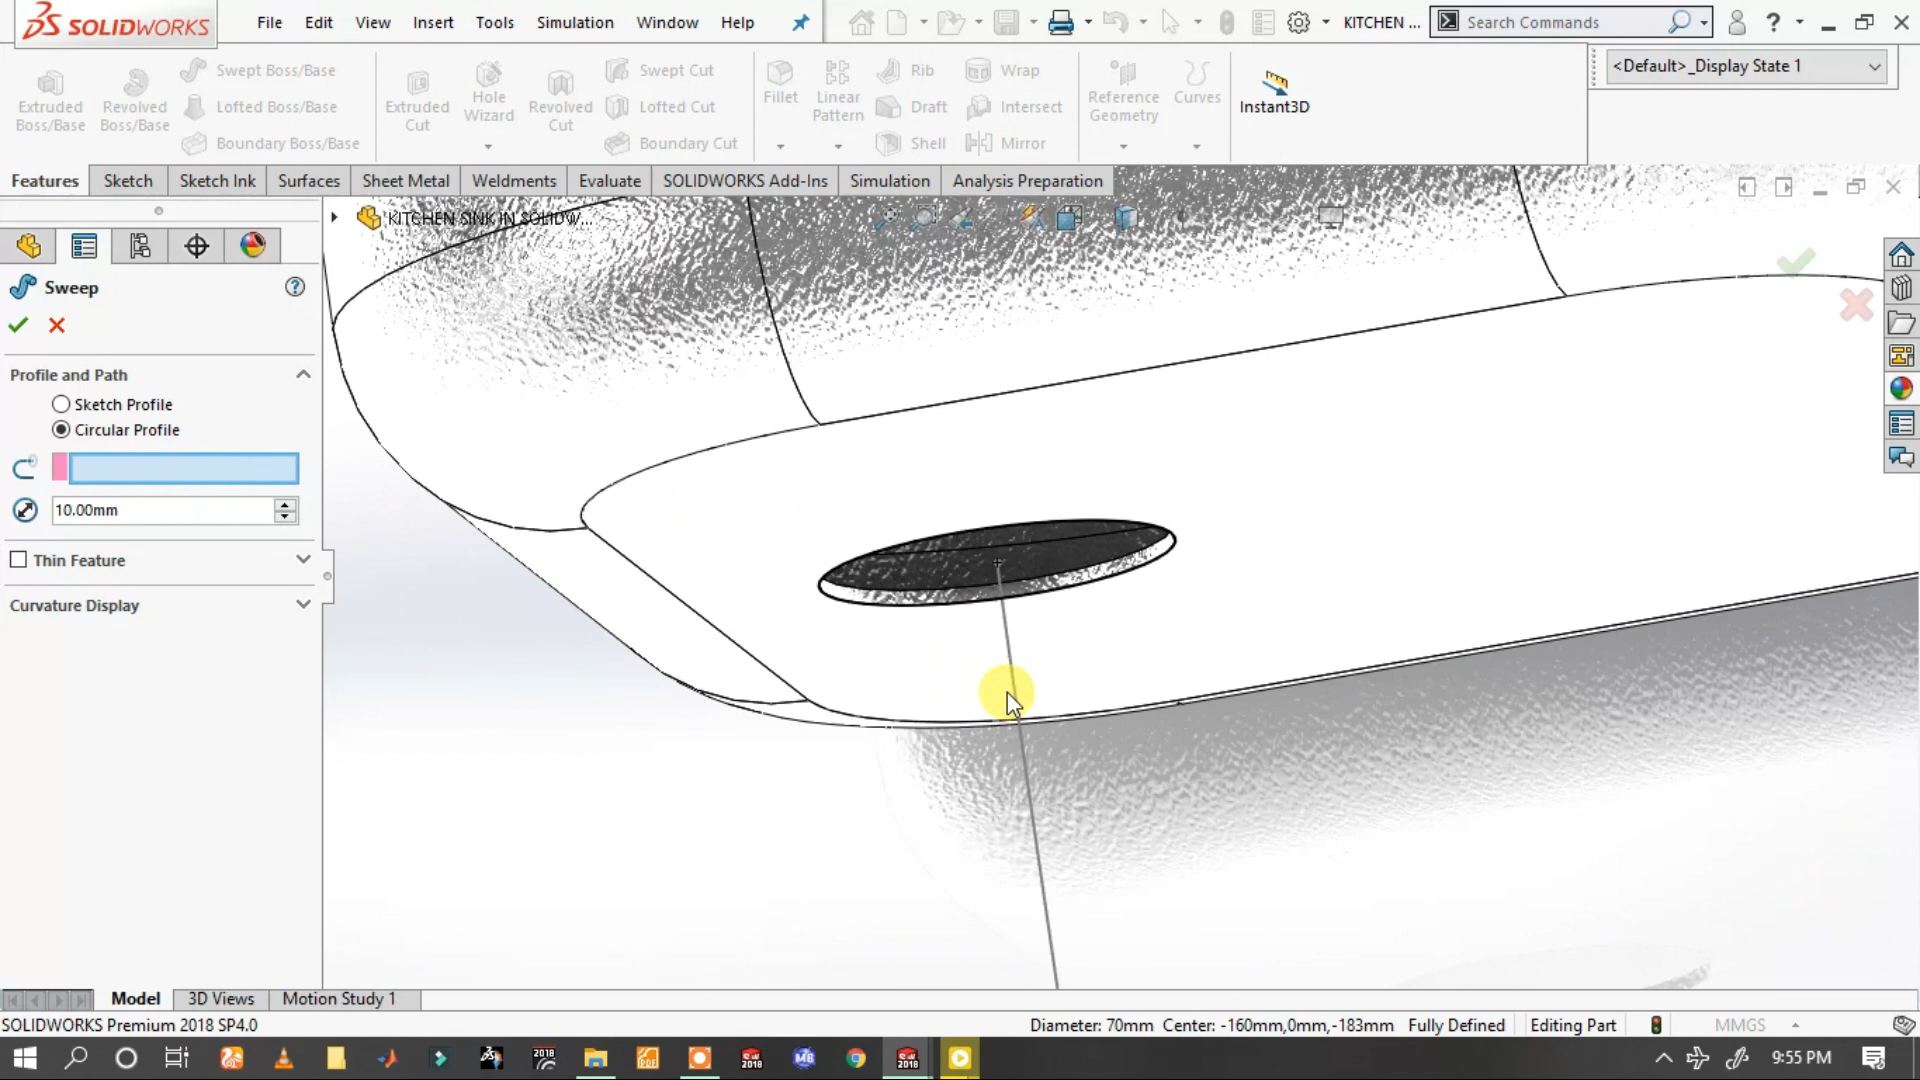 SOLIDWORKS File Edit View Insert Tools Simulation Window Help KITCHEN ... Search Commands ?
Extruded Boss/Base
Revolved Boss/Base
Swept Boss/Base
Lofted Boss/Base
Boundary Boss/Base
Extruded Cut
Hole Wizard
Revolved Cut
Swept Cut
Lofted Cut
Boundary Cut
Fillet
Linear Pattern
Rib
Draft
Shell
Wrap
Intersect
Mirror
Reference Geometry
Curves
Instant3D
<Default>_Display State 1
Features Sketch Sketch Ink Surfaces Sheet Metal Weldments Evaluate SOLIDWORKS Add-Ins Simulation Analysis Preparation
KITCHEN SINK IN SOLIDW...
Sweep
Profile and Path
Sketch Profile
Circular Profile
10.00mm
Thin Feature
Curvature Display
Model 3D Views Motion Study 1
SOLIDWORKS Premium 2018 SP4.0 Diameter: 70mm Center: -160mm,0mm,-183mm Fully Defined Editing Part MMGS
9:55 PM